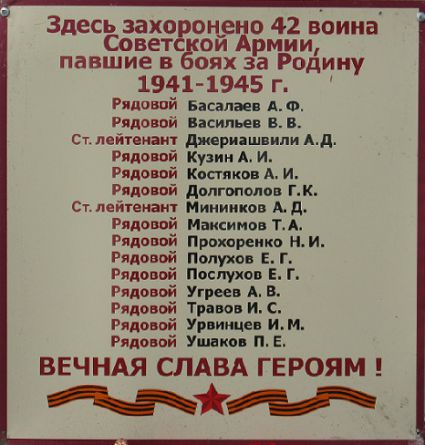 Здесь захоронено 42 воина
Советской Армии,
павшие в боях за Родину
1941-1945 г.
Рядовой Басалаев А. Ф.
Рядовой Васильев В. В.
Ст. лейтенант Джериашвили А.Д.
Рядовой Кузин А. И.
Рядовой Костяков А. И.
Рядовой Долгополов Г.К.
Ст. лейтенант Мининков А. Д.
Рядовой Максимов Т.А.
Рядовой Прохоренко Н. И.
Рядовой Полухов Е. Г.
Рядовой Послухов Е. Г.
Рядовой Угреев А. В.
Рядовой Травов И. С.
Рядовой Урвинцев И. М.
Рядовой Ушаков П. Е.
ВЕЧНАЯ СЛАВА ГЕРОЯМ !